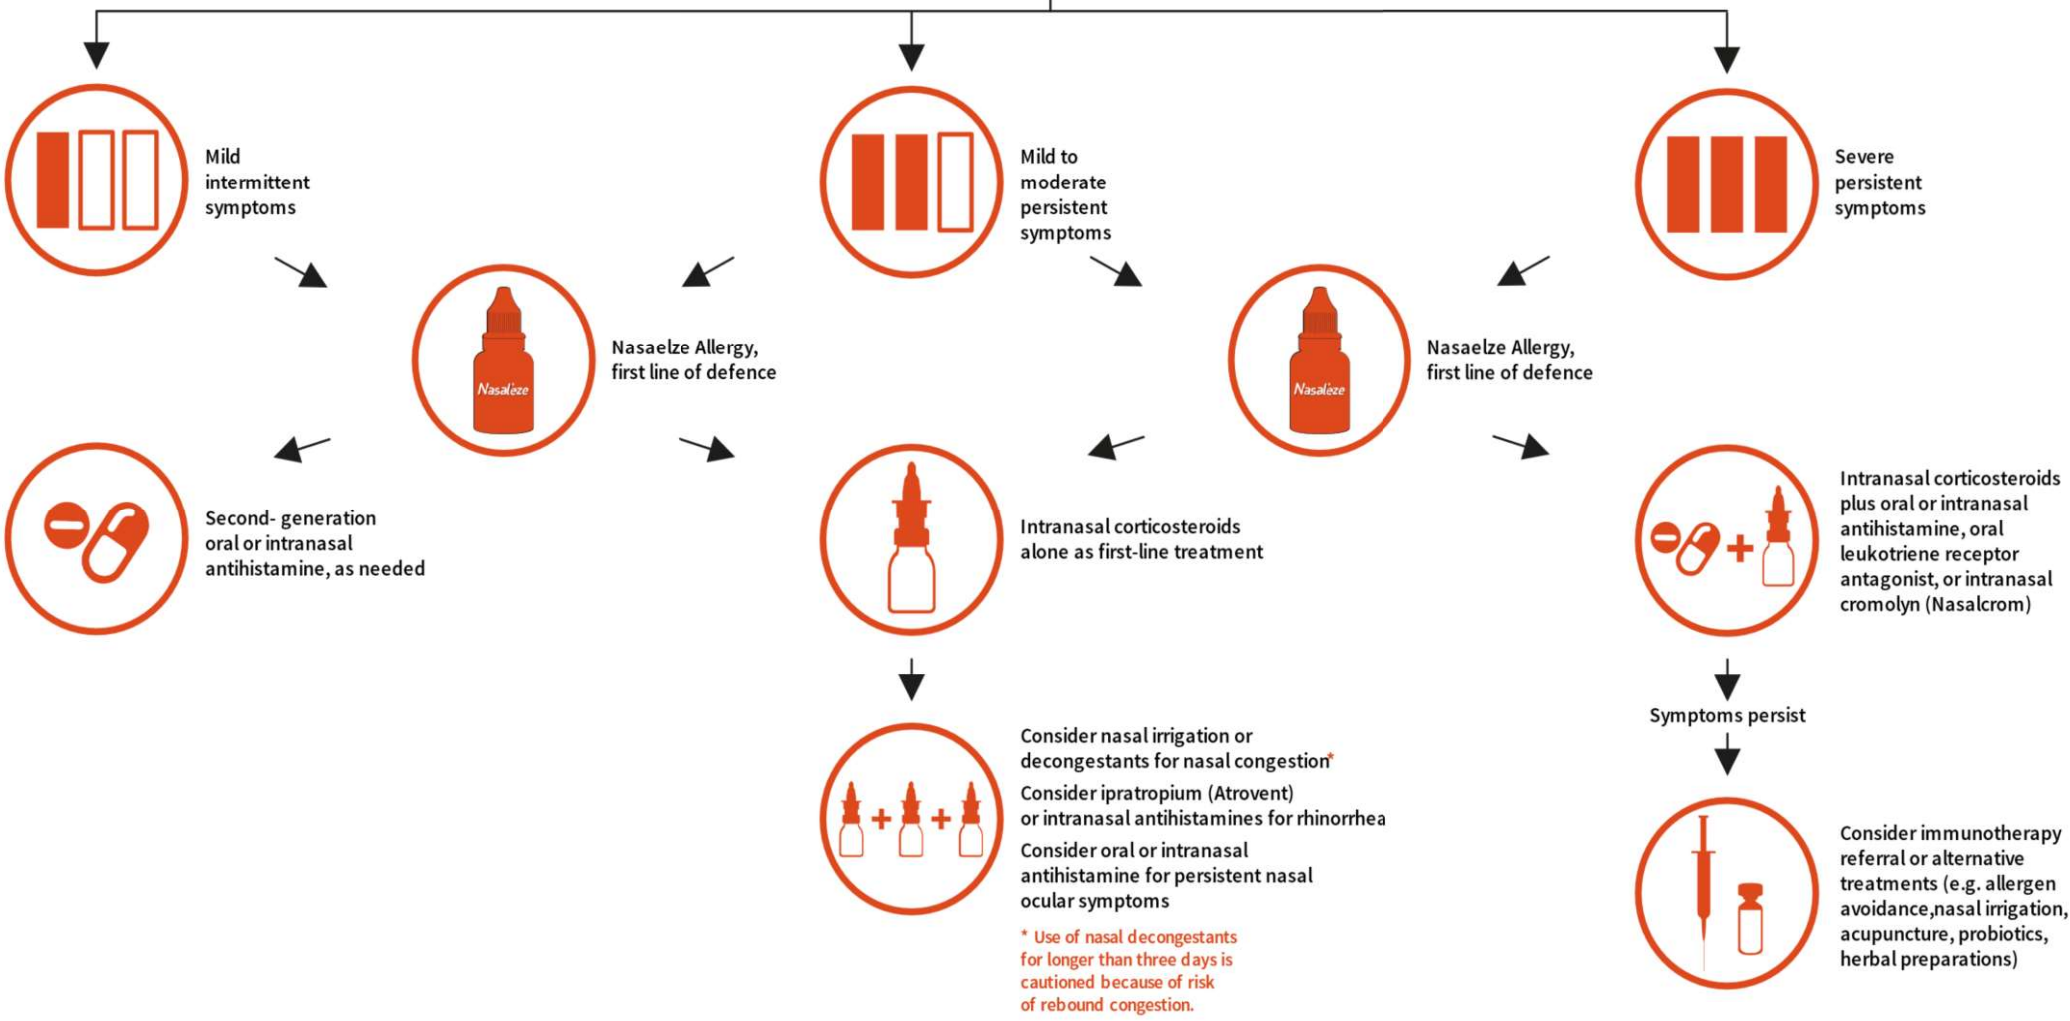 Mild
intermittent
symptoms
Mild to
moderate
persistent
symptoms
Severe
persistent
symptoms
Nasaleze
Nasaelze Allergy,
first line of defence
Nasaleze
Nasaelze Allergy,
first line of defence
Second- generation
oral or intranasal
antihistamine, as needed
Intranasal corticosteroids
alone as first-line treatment
Intranasal corticosteroids
plus oral or intranasal
antihistamine, oral
leukotriene receptor
antagonist, or intranasal
cromolyn (Nasalcrom)
Symptoms persist
Consider nasal irrigation or
decongestants for nasal congestion*
Consider ipratropium (Atrovent)
or intranasal antihistamines for rhinorrhea
Consider oral or intranasal
antihistamine for persistent nasal
ocular symptoms
* Use of nasal decongestants
for longer than three days is
cautioned because of risk
of rebound congestion.
Consider immunotherapy
referral or alternative
treatments (e.g. allergen
avoidance,nasal irrigation,
acupuncture, probiotics,
herbal preparations)